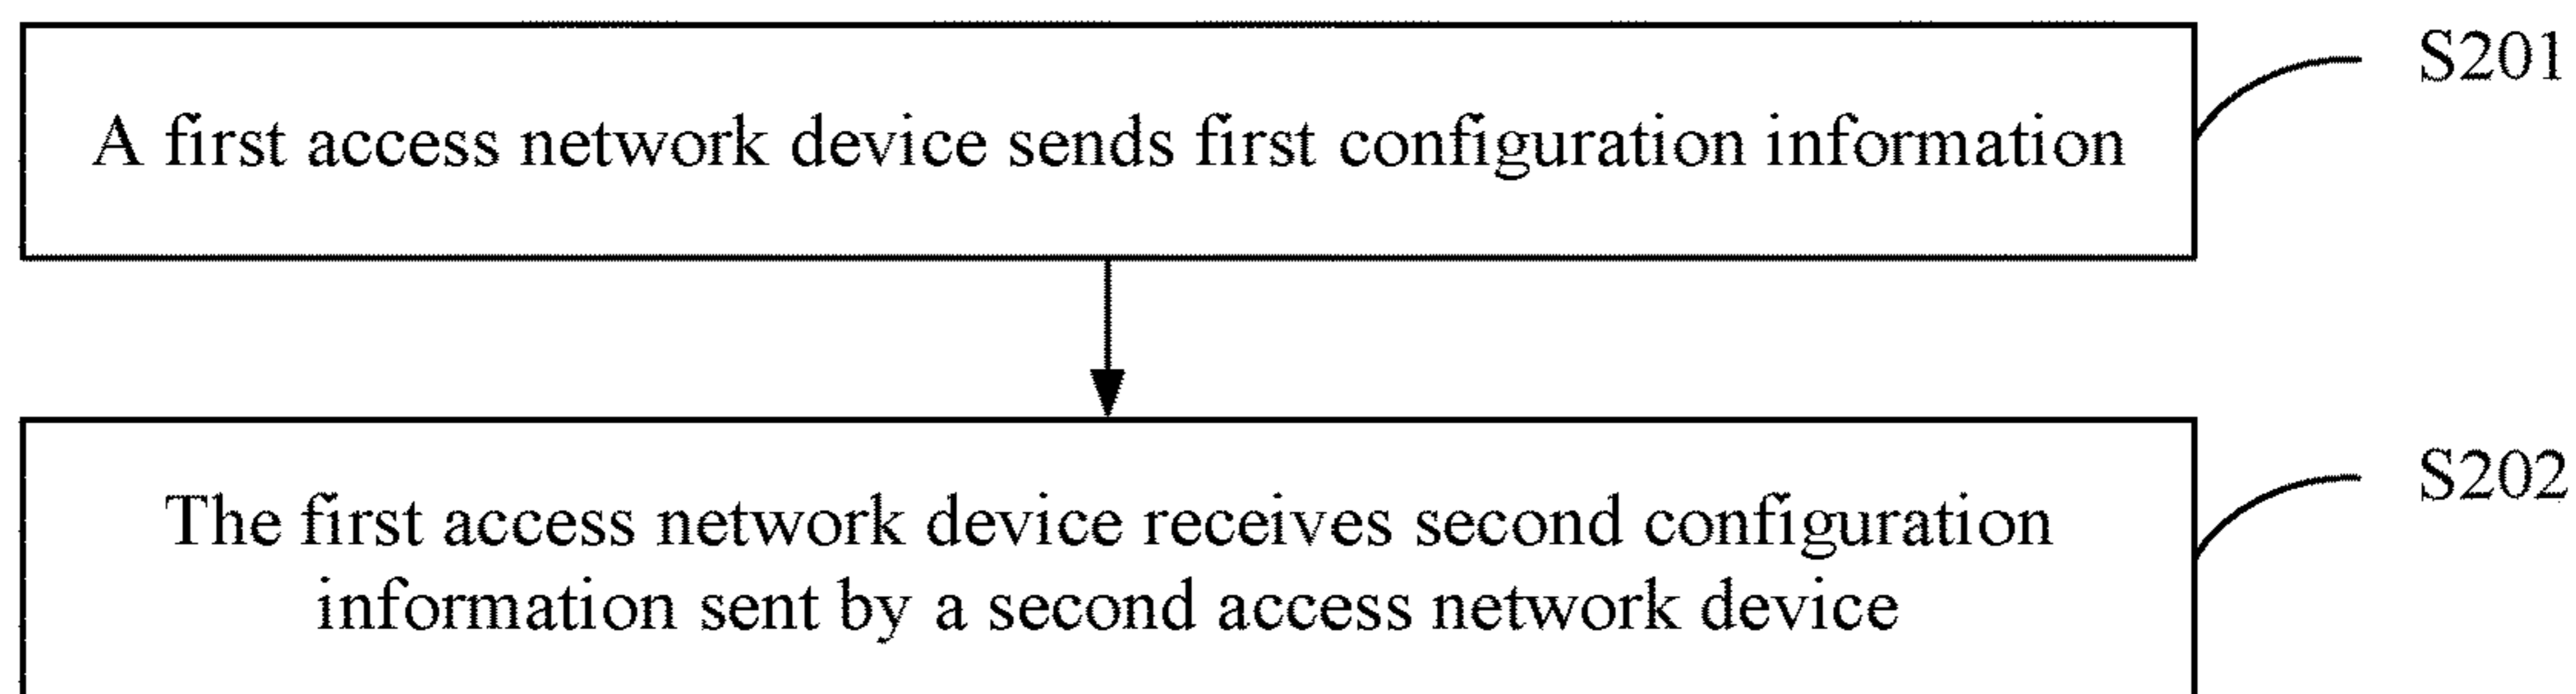 S201
A first access network device sends first configuration information
S202
The first access network device receives second configuration
information sent by a second access network device